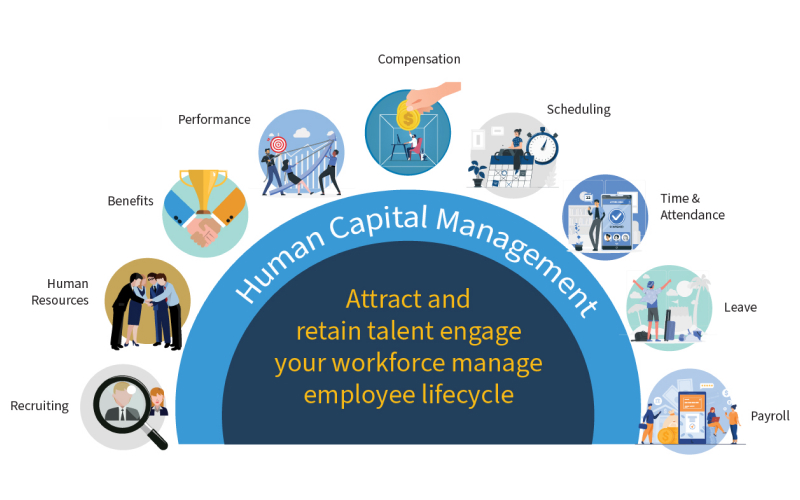 Compensation
Performance
Scheduling
Benefits
Time &
Attendance
Human
Resources
Leave
Recruiting
Payroll
Human Capital Management
Attract and
retain talent engage
your workforce manage
employee lifecycle
$